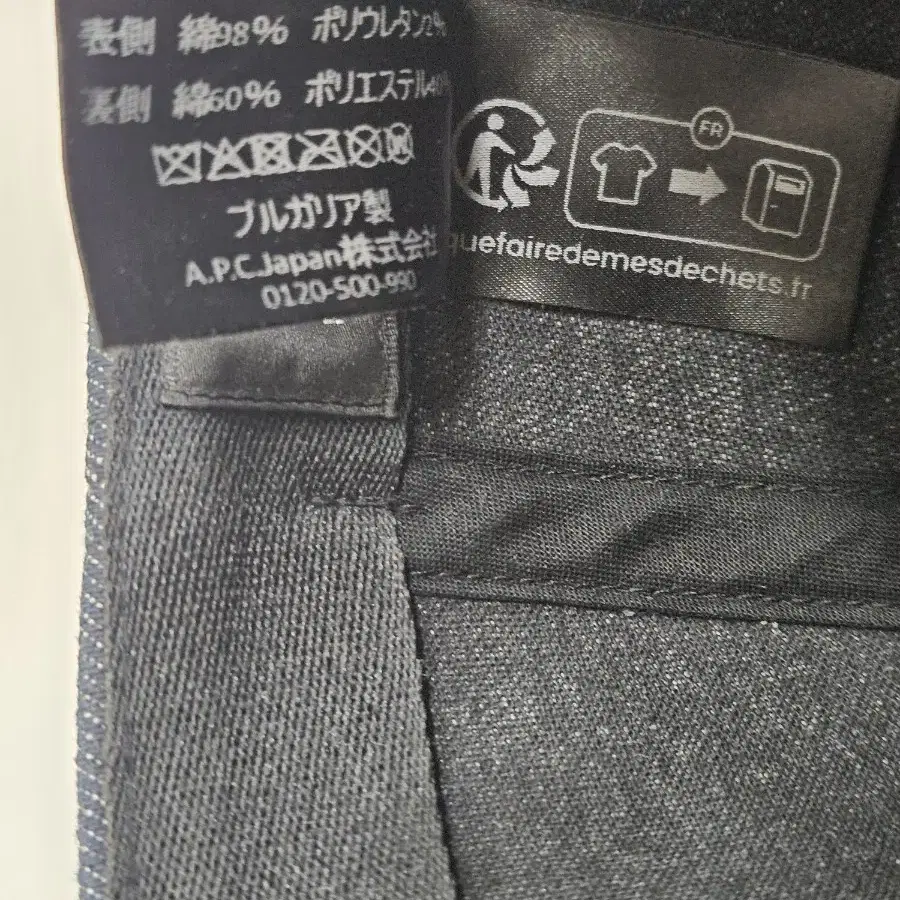 表側 綿98% ポリウレタン2%
裏側 綿60% ポリエステル40%
ブルガリア製
A.P.C.Japan株式会社
0120-500-990
FR
quefairedemesdechets.fr